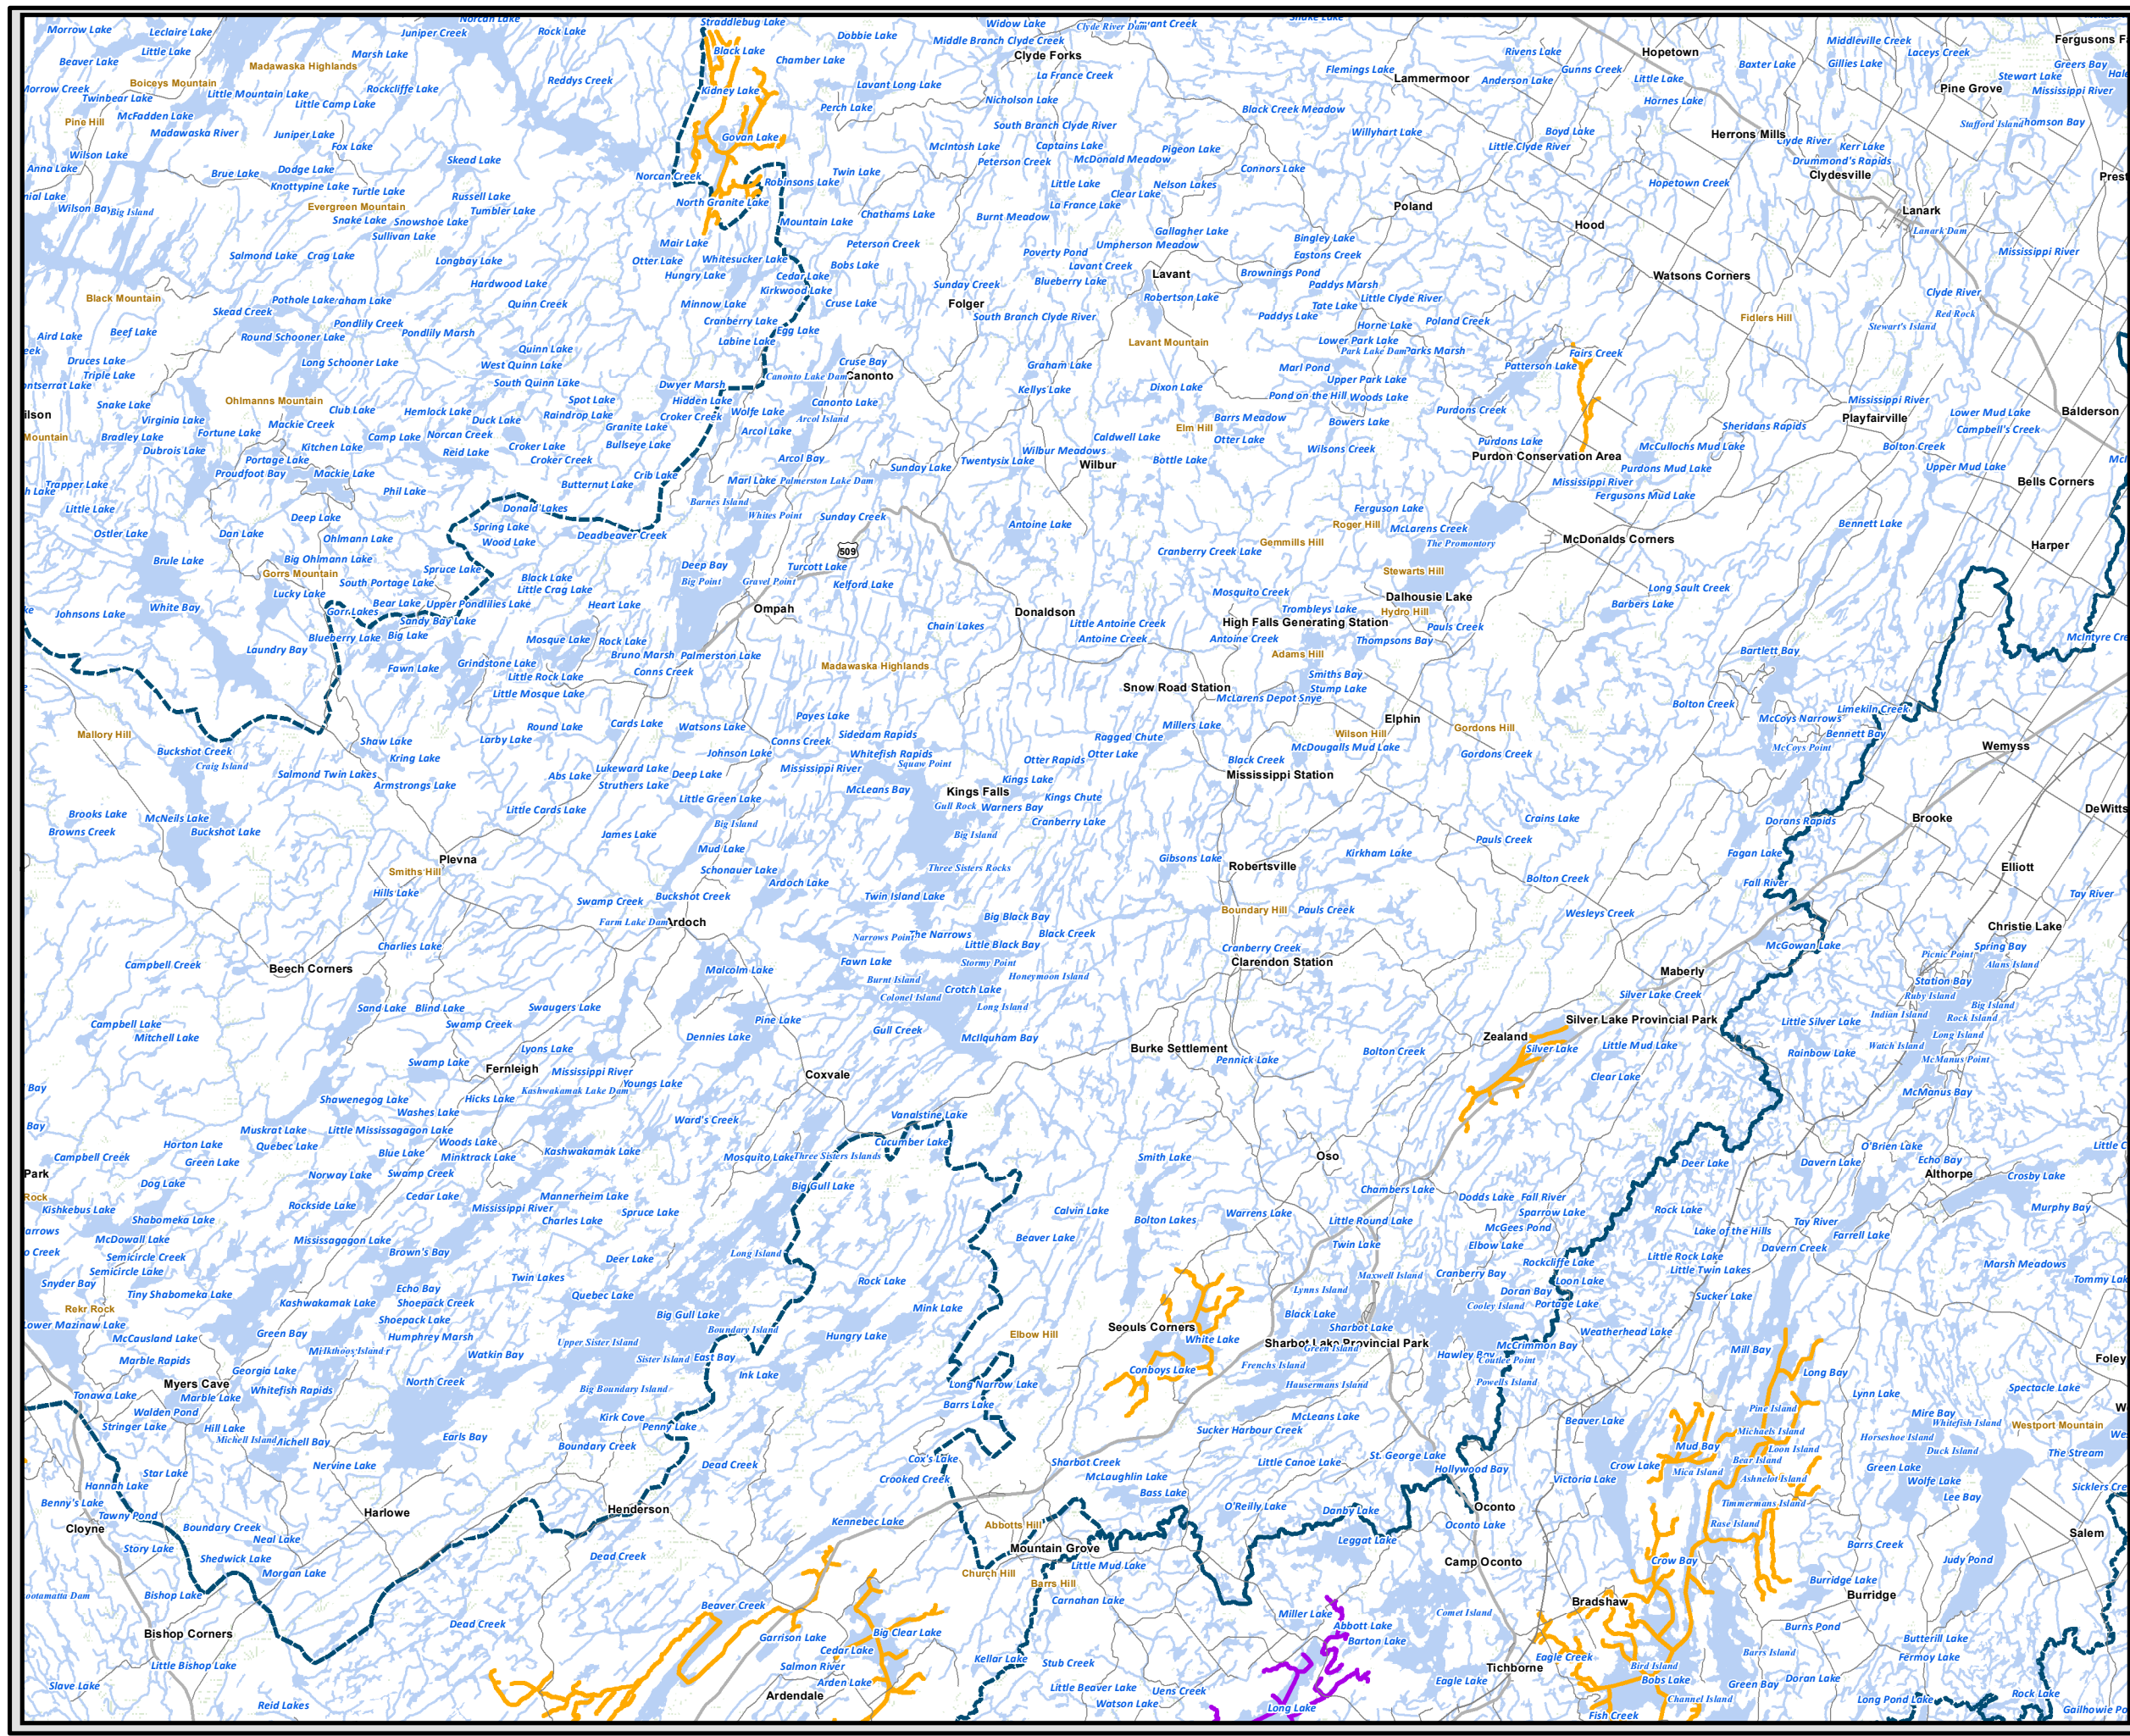 Norcan Lake
Straddlebug Lake
Widow Lake
Clyde River Dam
Lavant Creek
Snake Lake
Morrow Lake
Leclaire Lake
Juniper Creek
Rock Lake
Dobbie Lake
Middle Branch Clyde Creek
Middleville Creek
Fergusons Fa
Little Lake
Marsh Lake
Black Lake
Chamber Lake
Clyde Forks
Rivens Lake
Hopetown
Laceys Creek
Beaver Lake
Madawaska Highlands
Flemings Lake
Gunns Creek
Baxter Lake
Gillies Lake
Greers Bay
Boiceys Mountain
Reddys Creek
La France Creek
Lammermoor
Anderson Lake
Little Lake
Stewart Lake
Hale
Morrow Creek
Rockcliffe Lake
Kidney Lake
Lavant Long Lake
Pine Grove
Mississippi River
Twinbear Lake
Little Mountain Lake
Little Camp Lake
Perch Lake
Nicholson Lake
Black Creek Meadow
Hornes Lake
McFadden Lake
Pine Hill
Madawaska River
Juniper Lake
Govan Lake
South Branch Clyde River
Willyhart Lake
Boyd Lake
Herrons Mills
Stafford Island
Thomson Bay
Wilson Lake
Fox Lake
McIntosh Lake
Captains Lake
Pigeon Lake
Little Clyde River
Clyde River
Kerr Lake
Anna Lake
Brue Lake
Dodge Lake
Skead Lake
Norcan Creek
Robinsons Lake
Twin Lake
Peterson Creek
McDonald Meadow
Connors Lake
Drummond's Rapids
Clydesville
Prest
nial Lake
Knottypine Lake
Turtle Lake
Russell Lake
Little Lake
Clear Lake
Nelson Lakes
Hopetown Creek
Wilson Bay
Big Island
Evergreen Mountain
Tumbler Lake
North Granite Lake
Chathams Lake
La France Lake
Poland
Lanark
Snake Lake
Snowshoe Lake
Mountain Lake
Burnt Meadow
Hood
Lanark Dam
Sullivan Lake
Mair Lake
Peterson Creek
Gallagher Lake
Bingley Lake
Umpherson Meadow
Salmond Lake
Crag Lake
Longbay Lake
Otter Lake
Whitesucker Lake
Bobs Lake
Poverty Pond
Eastons Creek
Mississippi River
Hungry Lake
Cedar Lake
Lavant Creek
Lavant
Brownings Pond
Watsons Corners
Hardwood Lake
Kirkwood Lake
Sunday Creek
Blueberry Lake
Paddys Marsh
Black Mountain
Pothole Lake
raham Lake
Quinn Creek
Minnow Lake
Cruse Lake
Folger
Robertson Lake
Tate Lake
Little Clyde River
Clyde River
Skead Creek
Pondlily Creek
Pondlily Marsh
Cranberry Lake
Egg Lake
South Branch Clyde River
Paddys Lake
Horne Lake
Poland Creek
Fidlers Hill
Red Rock
Stewart's Island
Aird Lake
Beef Lake
Round Schooner Lake
Labine Lake
Lavant Mountain
Lower Park Lake
Park Lake Dam
Parks Marsh
eek
Druces Lake
Long Schooner Lake
Quinn Lake
Cruse Bay
Graham Lake
Marl Pond
Patterson Lake
Fairs Creek
Triple Lake
West Quinn Lake
Canonto Lake Dam
Canonto
Upper Park Lake
ontserrat Lake
South Quinn Lake
Dwyer Marsh
Kellys Lake
Dixon Lake
Pond on the Hill
Woods Lake
Snake Lake
Ohlmanns Mountain
Spot Lake
Hidden Lake
Canonto Lake
Mississippi River
ilson
Virginia Lake
Club Lake
Hemlock Lake
Duck Lake
Raindrop Lake
Croker Creek
Wolfe Lake
Arcol Island
Barrs Meadow
Bowers Lake
Purdons Creek
Playfairville
Lower Mud Lake
Balderson
Mountain
Bradley Lake
Fortune Lake
Mackie Creek
Camp Lake
Norcan Creek
Granite Lake
Arcol Lake
Caldwell Lake
Elm Hill
Otter Lake
Sheridans Rapids
Campbell's Creek
Dubrois Lake
Kitchen Lake
Reid Lake
Croker Lake
Bullseye Lake
Wilbur Meadows
Wilsons Creek
Purdons Lake
McCullochs Mud Lake
Bolton Creek
Portage Lake
Croker Creek
Arcol Bay
Sunday Lake
Twentysix Lake
Wilbur
Bottle Lake
Purdon Conservation Area
Purdons Mud Lake
Upper Mud Lake
Proudfoot Bay
Mackie Lake
Crib Lake
Marl Lake
Palmerston Lake Dam
Mississippi River
Bells Corners
Trapper Lake
h Lake
Phil Lake
Butternut Lake
Barnes Island
Fergusons Mud Lake
Little Lake
Deep Lake
Donald Lakes
Whites Point
Sunday Creek
Antoine Lake
Ferguson Lake
Roger Hill
McLarens Creek
Bennett Lake
Ostler Lake
Dan Lake
Ohlmann Lake
Spring Lake
Wood Lake
Deadbeaver Creek
509
Gemmills Hill
The Promontory
McDonalds Corners
Harper
Brule Lake
Big Ohlmann Lake
Gorrs Mountain
Spruce Lake
Black Lake
Deep Bay
Turcott Lake
Cranberry Creek Lake
Stewarts Hill
South Portage Lake
Little Crag Lake
Big Point
Gravel Point
Kelford Lake
Mosquito Creek
Long Sault Creek
White Bay
Lucky Lake
Bear Lake
Upper Pondlilies Lake
Heart Lake
Ompah
Dalhousie Lake
Barbers Lake
Johnsons Lake
Gorr Lakes
Sandy Bay Lake
Donaldson
Trombleys Lake
Hydro Hill
Chain Lakes
Little Antoine Creek
High Falls Generating Station
Pauls Creek
Blueberry Lake
Big Lake
Mosque Lake
Rock Lake
Antoine Creek
Antoine Creek
Thompsons Bay
McIntyre Cre
Laundry Bay
Bruno Marsh
Palmerston Lake
Adams Hill
Bartlett Bay
Fawn Lake
Grindstone Lake
Conns Creek
Madawaska Highlands
Smiths Bay
Little Rock Lake
Snow Road Station
Stump Lake
Little Mosque Lake
McLarens Depot Snye
Bolton Creek
Limekiln Creek
Payes Lake
Elphin
McCoys Narrows
Mallory Hill
Round Lake
Cards Lake
Watsons Lake
Sidedam Rapids
Millers Lake
Wilson Hill
Gordons Hill
Bennett Bay
Buckshot Creek
Shaw Lake
Larby Lake
Conns Creek
Ragged Chute
McDougalls Mud Lake
McCoys Point
Wemyss
Craig Island
Kring Lake
Johnson Lake
Whitefish Rapids
Otter Lake
Gordons Creek
Salmond Twin Lakes
Abs Lake
Lukeward Lake
Deep Lake
Mississippi River
Squaw Point
Otter Rapids
Black Creek
Armstrongs Lake
Struthers Lake
McLeans Bay
Kings Lake
Mississippi Station
Little Green Lake
Kings Falls
Kings Chute
Brooks Lake
McNeils Lake
Little Cards Lake
Gull Rock
Warners Bay
DeWitts
Browns Creek
Buckshot Lake
James Lake
Big Island
Big Island
Cranberry Lake
Crains Lake
Dorans Rapids
Brooke
Plevna
Mud Lake
Gibsons Lake
Robertsville
Kirkham Lake
Pauls Creek
Fagan Lake
Smiths Hill
Schonauer Lake
Three Sisters Rocks
Elliott
Hills Lake
Ardoch Lake
Bolton Creek
Fall River
Swamp Creek
Buckshot Creek
Twin Island Lake
Tay River
Farm Lake Dam
Ardoch
Big Black Bay
Boundary Hill
Pauls Creek
Wesleys Creek
Christie Lake
Charlies Lake
Narrows Point
The Narrows
Black Creek
Little Black Bay
Cranberry Creek
McGowan Lake
Spring Bay
Campbell Creek
Beech Corners
Malcolm Lake
Fawn Lake
Stormy Point
Clarendon Station
Picnic Point
Alans Island
Burnt Island
Honeymoon Island
Maberly
Station Bay
Sand Lake
Blind Lake
Swaugers Lake
Colonel Island
Crotch Lake
Long Island
Silver Lake Creek
Ruby Island
Big Island
Campbell Lake
Swamp Creek
Pine Lake
Silver Lake Provincial Park
Little Silver Lake
Indian Island
Rock Island
Mitchell Lake
Dennies Lake
Gull Creek
McIlquham Bay
Zealand
Long Island
Lyons Lake
Burke Settlement
Bolton Creek
Silver Lake
Little Mud Lake
Watch Island
Swamp Lake
Fernleigh
Mississippi River
Coxvale
Pennick Lake
Rainbow Lake
McManus Point
Bay
Kashwakamak Lake Dam
Youngs Lake
Clear Lake
McManus Bay
Shawenegog Lake
Hicks Lake
Washes Lake
Ward's Creek
Vanalstine Lake
Bay
Muskrat Lake
Little Mississagagon Lake
Horton Lake
Quebec Lake
Woods Lake
Cucumber Lake
O'Brien Lake
Little C
Campbell Creek
Green Lake
Blue Lake
Minktrack Lake
Kashwakamak Lake
Mosquito Lake
Three Sisters Islands
Smith Lake
Oso
Deer Lake
Davern Lake
Echo Bay
Park
Norway Lake
Swamp Creek
Althorpe
Crosby Lake
Dog Lake
Big Gull Lake
Chambers Lake
Rock
Kishkebus Lake
Rockside Lake
Cedar Lake
Mannerheim Lake
Dodds Lake
Fall River
Shabomeka Lake
Mississippi River
Charles Lake
Spruce Lake
Calvin Lake
Bolton Lakes
Warrens Lake
Little Round Lake
Sparrow Lake
Rock Lake
Murphy Bay
arrows
McDowall Lake
Mississagagon Lake
McGees Pond
Lake of the Hills
Tay River
o Creek
Semicircle Creek
Brown's Bay
Deer Lake
Long Island
Beaver Lake
Twin Lake
Elbow Lake
Davern Creek
Farrell Lake
Semicircle Lake
Rockcliffe Lake
Little Rock Lake
Snyder Bay
Twin Lakes
Rock Lake
Maxwell Island
Cranberry Bay
Loon Lake
Little Twin Lakes
Marsh Meadows
Tiny Shabomeka Lake
Echo Bay
Quebec Lake
Lynns Island
Doran Bay
Tommy Lak
Rekr Rock
Kashwakamak Lake
Shoepack Creek
Big Gull Lake
Mink Lake
Black Lake
Cooley Island
Portage Lake
Sucker Lake
Lower Mazinaw Lake
Shoepack Lake
Boundary Island
Seouls Corners
Sharbot Lake
McCausland Lake
Green Bay
Humphrey Marsh
Upper Sister Island
Hungry Lake
Elbow Hill
White Lake
Sharbot Lake Provincial Park
Green Island
McCrimmon Bay
Weatherhead Lake
Marble Rapids
Watkin Bay
Sister Island
East Bay
Conboys Lake
Frenchs Island
Hawley Bay
Coutlee Point
Mill Bay
Foley
Georgia Lake
Ink Lake
Myers Cave
Whitefish Rapids
North Creek
Big Boundary Island
Long Narrow Lake
Hausermans Island
Powells Island
Long Bay
Tonawa Lake
Marble Lake
Barrs Lake
Lynn Lake
Spectacle Lake
Walden Pond
Kirk Cove
McLeans Lake
Beaver Lake
Pine Island
Mire Bay
Stringer Lake
Hill Lake
Penny Lake
Sucker Harbour Creek
Michaels Island
Whitefish Island
Westport Mountain
Michell Island
Michell Bay
Earls Bay
Boundary Creek
Mud Bay
Loon Island
Horseshoe Island
Nervine Lake
Dead Creek
Cox's Lake
Sharbot Creek
Little Canoe Lake
St. George Lake
Crow Lake
Bear Island
Duck Island
The Stream
Star Lake
Crooked Creek
McLaughlin Lake
Hollywood Bay
Victoria Lake
Mica Island
Ashnelot Island
Green Lake
Hannah Lake
Bass Lake
Wolfe Lake
Sicklers Cre
Benny's Lake
Harlowe
Henderson
O'Reilly Lake
Danby Lake
Oconto
Timmermans Island
Lee Bay
Tawny Pond
Kennebec Lake
Abbotts Hill
Oconto Lake
Rase Island
Cloyne
Boundary Creek
Neal Lake
Mountain Grove
Leggat Lake
Barrs Creek
Salem
Story Lake
Shedwick Lake
Dead Creek
Church Hill
Little Mud Lake
Camp Oconto
Crow Bay
Judy Pond
Morgan Lake
Barrs Hill
Burridge Lake
ootamatta Dam
Bishop Lake
Beaver Creek
Carnahan Lake
Bradshaw
Burridge
Dead Creek
Miller Lake
Comet Island
Bishop Corners
Garrison Lake
Big Clear Lake
Abbott Lake
Barton Lake
Burns Pond
Cedar Lake
Butterill Lake
Little Bishop Lake
Salmon River
Kellar Lake
Stub Creek
Tichborne
Eagle Creek
Bird Island
Barrs Island
Fermoy Lake
Slave Lake
Arden Lake
Little Beaver Lake
Uens Creek
Eagle Lake
Bobs Lake
Green Bay
Doran Lake
Reid Lakes
Ardendale
Watson Lake
Long Lake
Channel Island
Fish Creek
Long Pond Lake
Rock Lake
Gailhowie Po